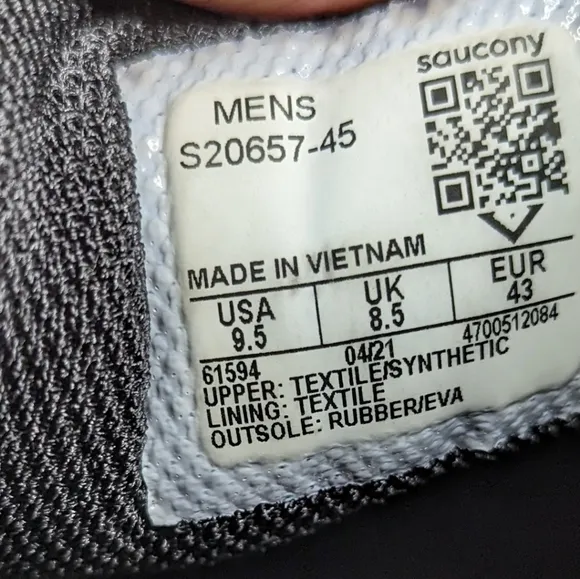 saucony
MENS
S20657-45
MADE IN VIETNAM
USA UK EUR
9.5 8.5 43
61594 04/21 4700512084
UPPER: TEXTILE/SYNTHETIC
LINING: TEXTILE
OUTSOLE: RUBBER/EVA